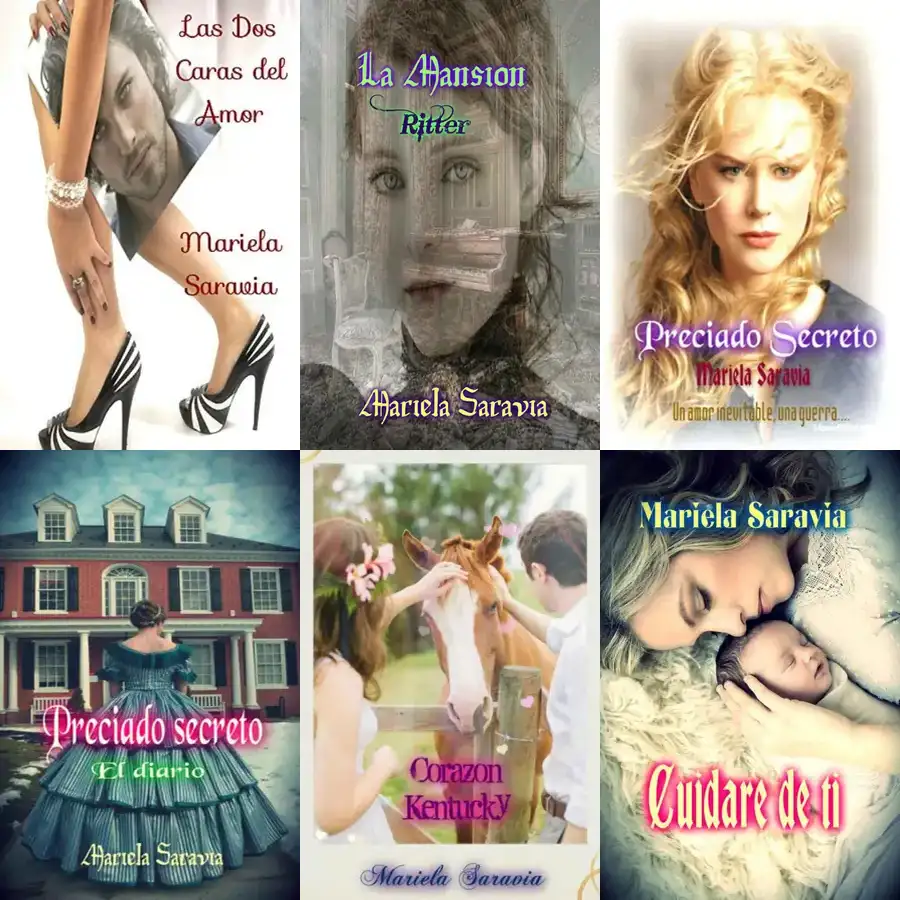 Las Dos
Caras del
Amor
Mariela
Saravia
La Mansion
Ritter
Mariela Saravia
Preciado Secreto
Mariela Saravia
Un amor inevitable, una guerra....
Preciado secreto
El diario
Mariela Saravia
Corazon
Kentucky
Mariela Saravia
Mariela Saravia
Cuidare de ti